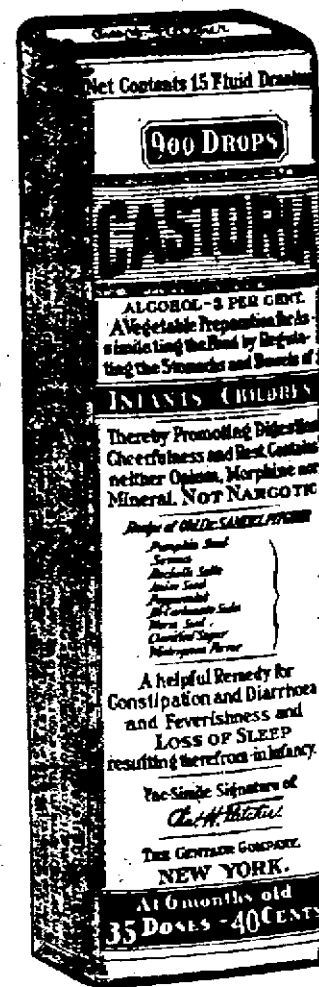 Net Contents 15 Fluid Drachms
900 DROPS
CASTORIA
ALCOHOL-3 PER CENT.
A Vegetable Preparation for As-
similating the Food by Regula-
ting the Stomachs and Bowels of
INFANTS CHILDREN
Thereby Promoting Digestion
Cheerfulness and Rest. Contains
neither Opium, Morphine nor
Mineral. NOT NARCOTIC
Recipe of Old Dr. SAMUEL PITCHER
Pumpkin Seed
Senna
Rochelle Salts
Anise Seed
Peppermint
Bi Carbonate Soda
Worm Seed
Clarified Sugar
Wintergreen Flavor
A helpful Remedy for
Constipation and Diarrhoea
and Feverishness and
LOSS OF SLEEP
resulting therefrom-in Infancy.
Fac-Simile Signature of
Chas. H. Fletcher.
THE CENTAUR COMPANY.
NEW YORK.
At 6 months old
35 DOSES - 40 CENTS